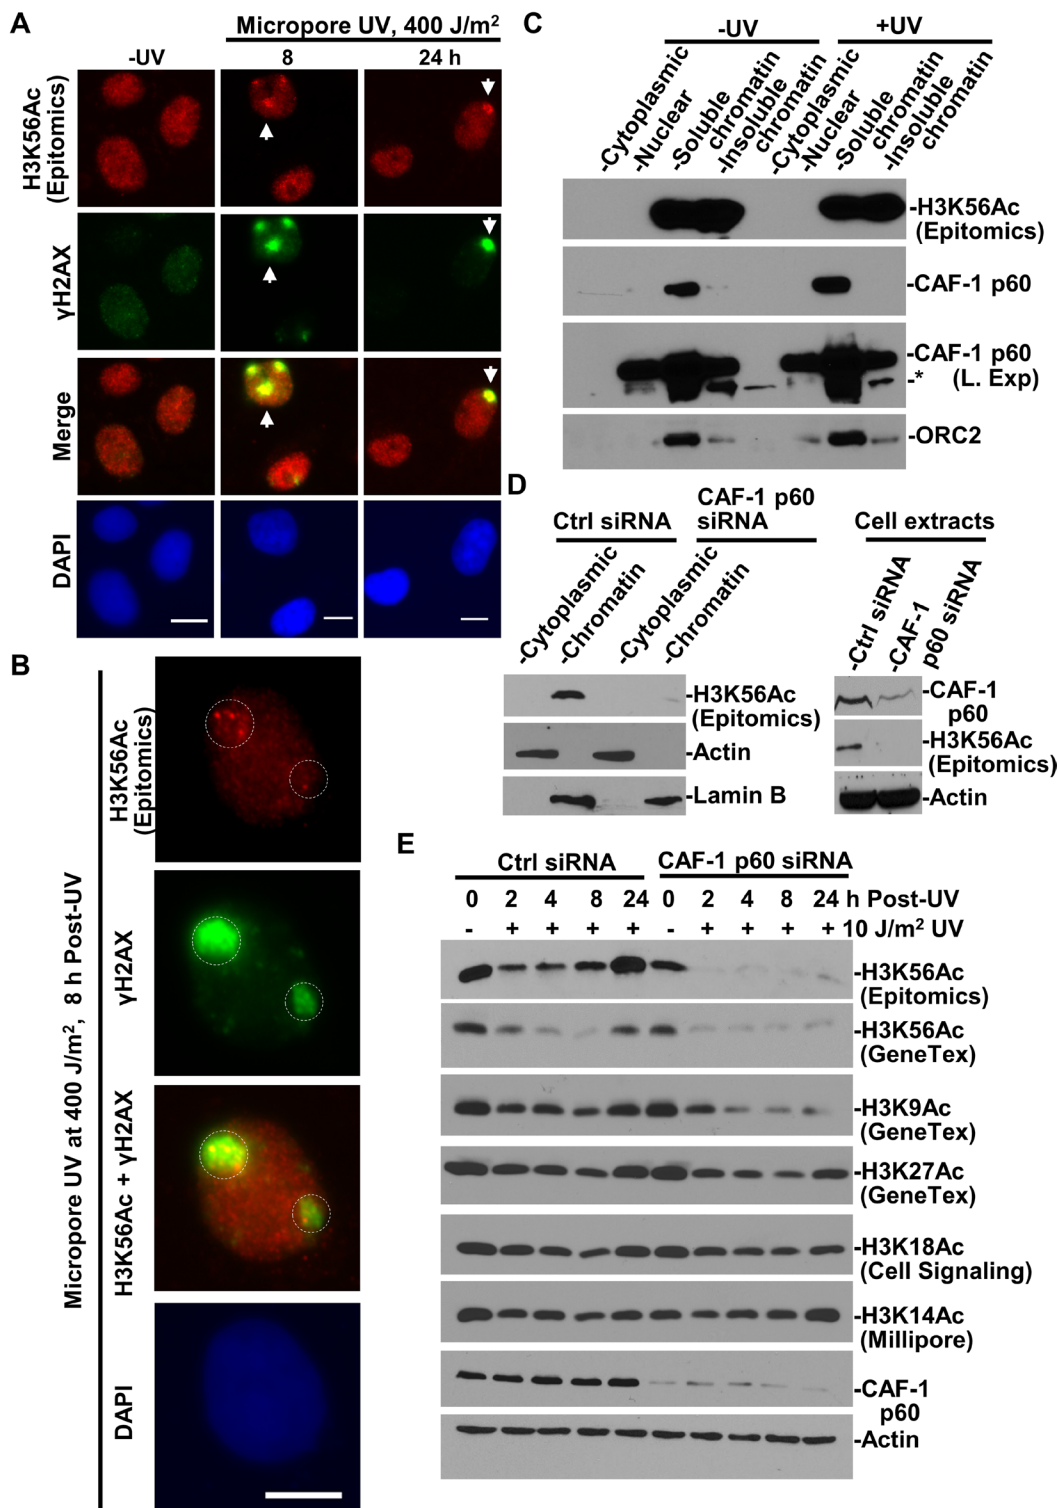 A
Micropore UV, 400 J/m²
-UV
8
24 h
H3K56Ac
(Epitomics)
γH2AX
Merge
DAPI
B
Micropore UV at 400 J/m², 8 h Post-UV
H3K56Ac
(Epitomics)
γH2AX
H3K56Ac + γH2AX
DAPI
C
-UV
+UV
-Cytoplasmic
-Nuclear
-Soluble
chromatin
-Insoluble
chromatin
-Cytoplasmic
-Nuclear
-Soluble
chromatin
-Insoluble
chromatin
-H3K56Ac
(Epitomics)
-CAF-1 p60
-CAF-1 p60
-* (L. Exp)
-ORC2
D
Ctrl siRNA
CAF-1 p60
siRNA
Cell extracts
-Cytoplasmic
-Chromatin
-Cytoplasmic
-Chromatin
-Ctrl siRNA
-CAF-1
p60 siRNA
-H3K56Ac
(Epitomics)
-Actin
-Lamin B
-CAF-1
p60
-H3K56Ac
(Epitomics)
-Actin
E
Ctrl siRNA
CAF-1 p60 siRNA
0 2 4 8 24 0 2 4 8 24 h Post-UV
- + + + + - + + + + 10 J/m² UV
-H3K56Ac
(Epitomics)
-H3K56Ac
(GeneTex)
-H3K9Ac
(GeneTex)
-H3K27Ac
(GeneTex)
-H3K18Ac
(Cell Signaling)
-H3K14Ac
(Millipore)
-CAF-1
p60
-Actin